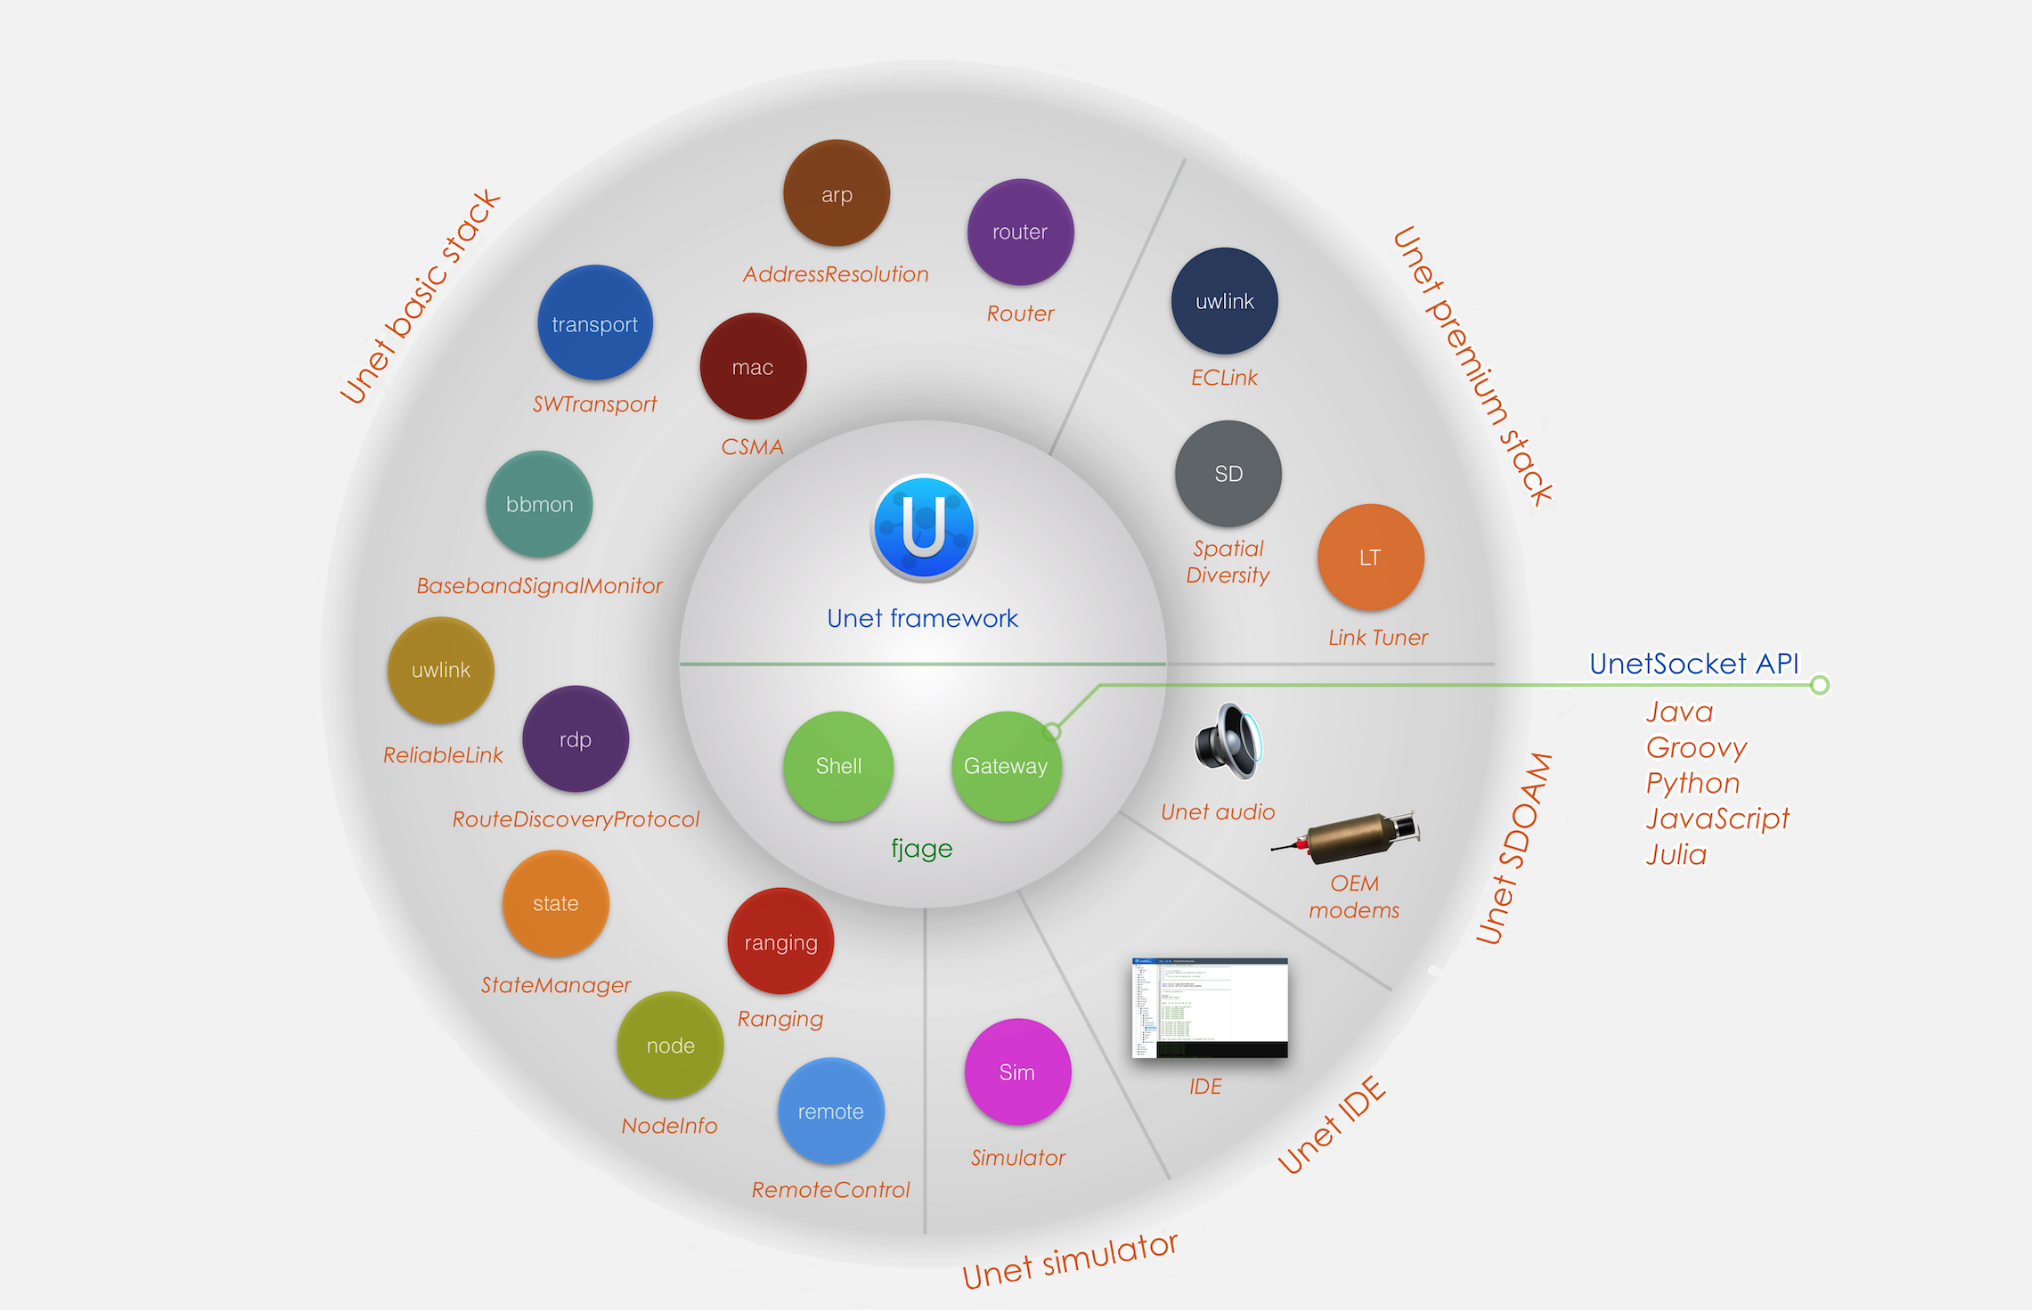 Unet basic stack
arp
AddressResolution
router
Router
transport
SWTransport
mac
CSMA
bbmon
BasebandSignalMonitor
uwlink
ReliableLink
rdp
RouteDiscoveryProtocol
state
StateManager
ranging
Ranging
node
NodeInfo
remote
RemoteControl
Unet premium stack
uwlink
ECLink
SD
Spatial
Diversity
LT
Link Tuner
U
Unet framework
Shell
Gateway
fjage
UnetSocket API
Java
Groovy
Python
JavaScript
Julia
Unet SDOAM
Unet audio
OEM
modems
Unet IDE
IDE
Unet simulator
Sim
Simulator